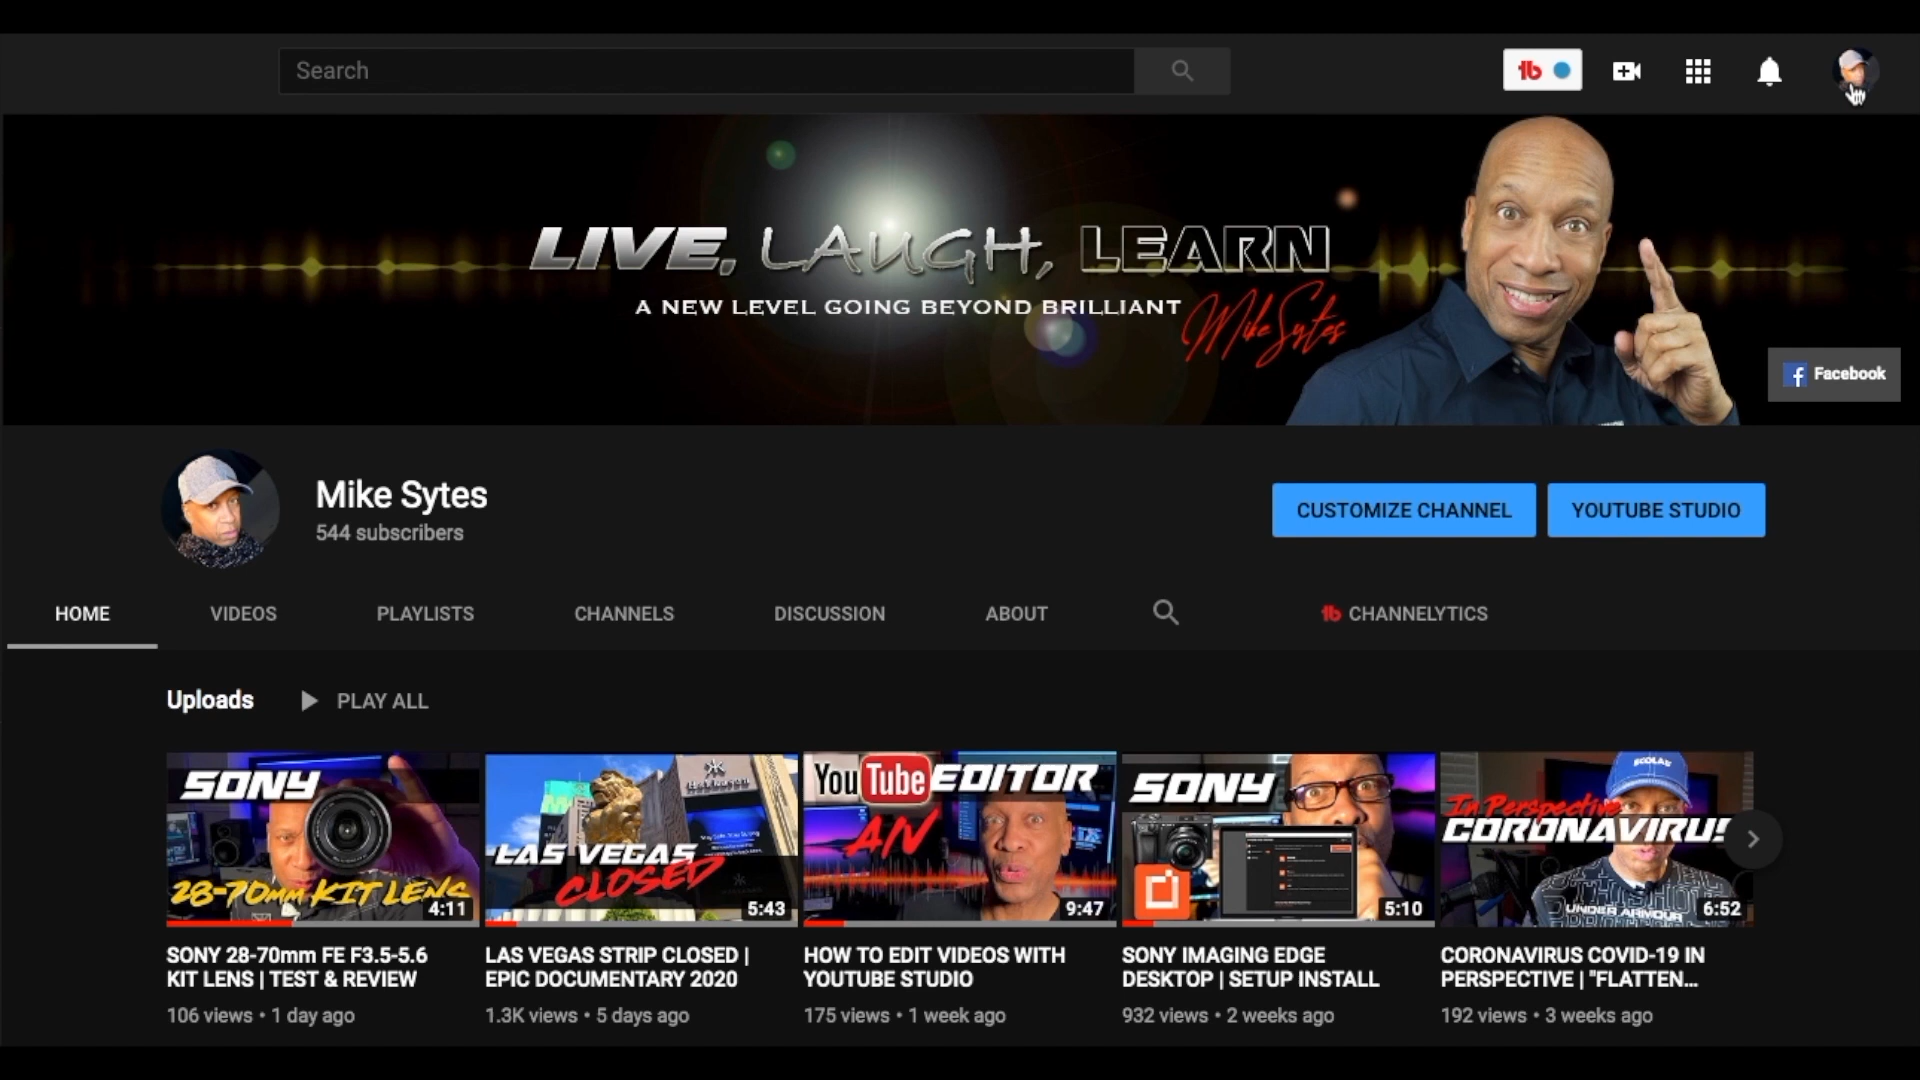 Search
LIVE, LAUGH, LEARN
A NEW LEVEL GOING BEYOND BRILLIANT
Mike Sytes
Facebook
Mike Sytes
544 subscribers
CUSTOMIZE CHANNEL
YOUTUBE STUDIO
HOME
VIDEOS
PLAYLISTS
CHANNELS
DISCUSSION
ABOUT
CHANNELYTICS
Uploads
PLAY ALL
SONY
28-70mm KIT LENS
4:11
LAS VEGAS
CLOSED
5:43
YouTube EDITOR
AN
9:47
SONY
5:10
ECOLAB
In Perspective
CORONAVIRUS
UNDER ARMOUR
6:52
SONY 28-70mm FE F3.5-5.6
KIT LENS | TEST & REVIEW
106 views • 1 day ago
LAS VEGAS STRIP CLOSED |
EPIC DOCUMENTARY 2020
1.3K views • 5 days ago
HOW TO EDIT VIDEOS WITH
YOUTUBE STUDIO
175 views • 1 week ago
SONY IMAGING EDGE
DESKTOP | SETUP INSTALL
932 views • 2 weeks ago
CORONAVIRUS COVID-19 IN
PERSPECTIVE | "FLATTEN...
192 views • 3 weeks ago